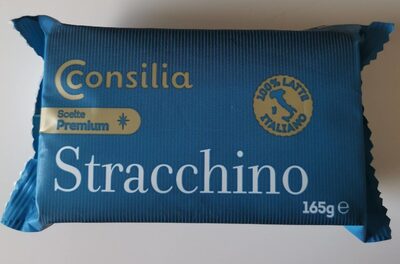 Consilia
Scelte
Premium
100% LATTE
ITALIANO
Stracchino
165g e